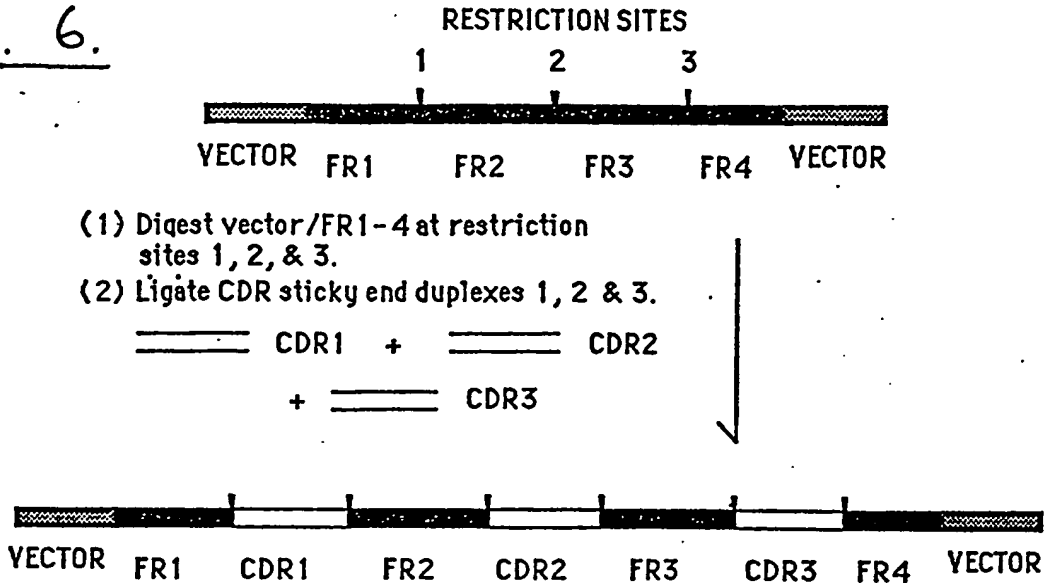 . 6.
RESTRICTION SITES
1 2 3
VECTOR FR1 FR2 FR3 FR4 VECTOR
(1) Digest vector/FR1-4 at restriction
sites 1, 2, & 3.
(2) Ligate CDR sticky end duplexes 1, 2 & 3.
CDR1 + CDR2
+ CDR3
VECTOR FR1 CDR1 FR2 CDR2 FR3 CDR3 FR4 VECTOR